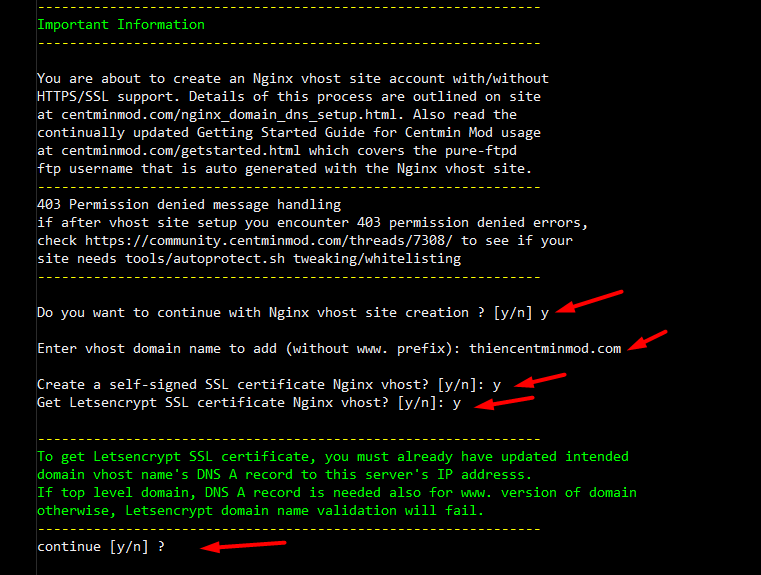 ---------------------------------------------------------------
Important Information
---------------------------------------------------------------
You are about to create an Nginx vhost site account with/without
HTTPS/SSL support. Details of this process are outlined on site
at centminmod.com/nginx_domain_dns_setup.html. Also read the
continually updated Getting Started Guide for Centmin Mod usage
at centminmod.com/getstarted.html which covers the pure-ftpd
ftp username that is auto generated with the Nginx vhost site.
---------------------------------------------------------------
403 Permission denied message handling
if after vhost site setup you encounter 403 permission denied errors,
check https://community.centminmod.com/threads/7308/ to see if your
site needs tools/autoprotect.sh tweaking/whitelisting
---------------------------------------------------------------
Do you want to continue with Nginx vhost site creation ? [y/n] y
Enter vhost domain name to add (without www. prefix): thiencentminmod.com
Create a self-signed SSL certificate Nginx vhost? [y/n]: y
Get Letsencrypt SSL certificate Nginx vhost? [y/n]: y
---------------------------------------------------------------
To get Letsencrypt SSL certificate, you must already have updated intended
domain vhost name's DNS A record to this server's IP addresss.
If top level domain, DNS A record is needed also for www. version of domain
otherwise, Letsencrypt domain name validation will fail.
---------------------------------------------------------------
continue [y/n] ?